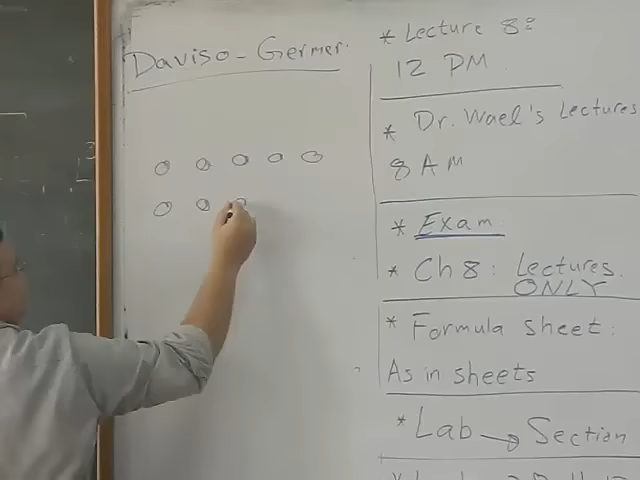 Daviso - Germer.
* Lecture 8:
12 PM
* Dr. Wael's Lectures
8 AM
* Exam
* Ch 8: Lectures.
ONLY
* Formula sheet:
As in sheets
* Lab → Section